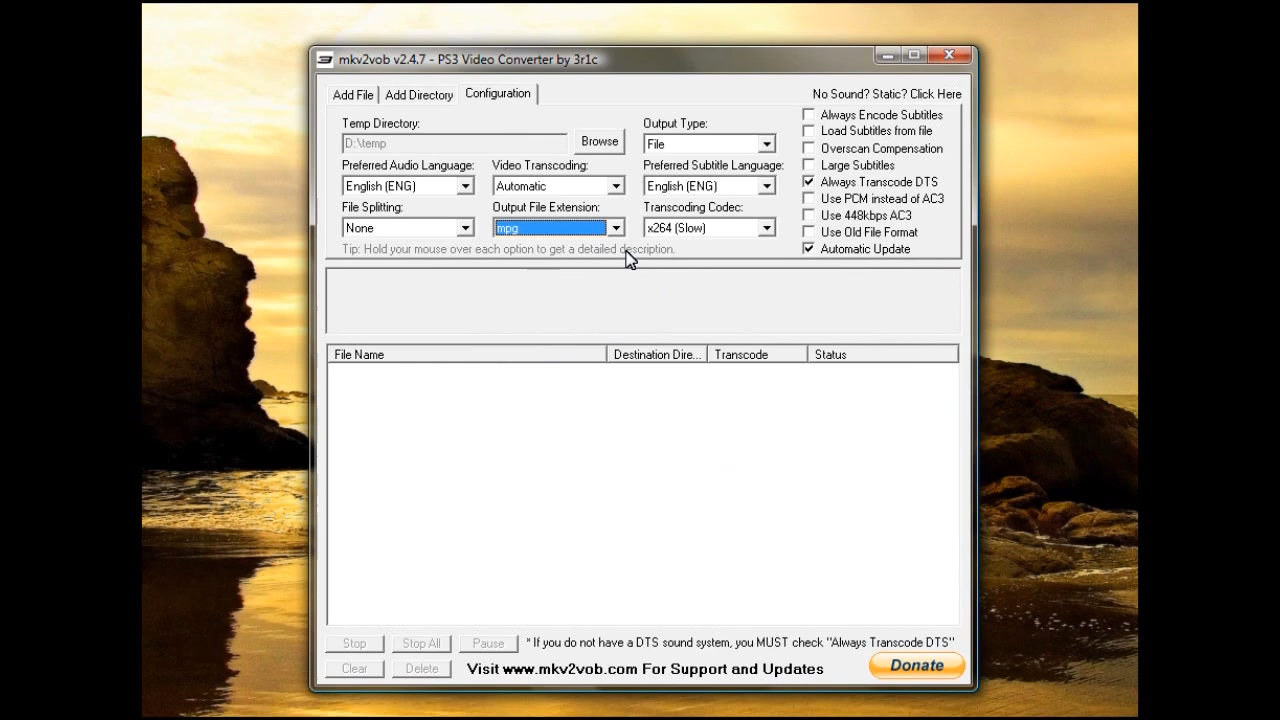 mkv2vob v2.4.7 - PS3 Video Converter by 3r1c
Add File
Add Directory
Configuration
No Sound? Static? Click Here
Temp Directory:
D:\temp
Browse
Output Type:
File
Preferred Audio Language:
English (ENG)
Video Transcoding:
Automatic
Preferred Subtitle Language:
English (ENG)
File Splitting:
None
Output File Extension:
mpg
Transcoding Codec:
x264 (Slow)
Tip: Hold your mouse over each option to get a detailed description.
Always Encode Subtitles
Load Subtitles from file
Overscan Compensation
Large Subtitles
Always Transcode DTS
Use PCM instead of AC3
Use 448kbps AC3
Use Old File Format
Automatic Update
File Name
Destination Dire...
Transcode
Status
Stop
Stop All
Pause
* If you do not have a DTS sound system, you MUST check "Always Transcode DTS"
Clear
Delete
Visit www.mkv2vob.com For Support and Updates
Donate